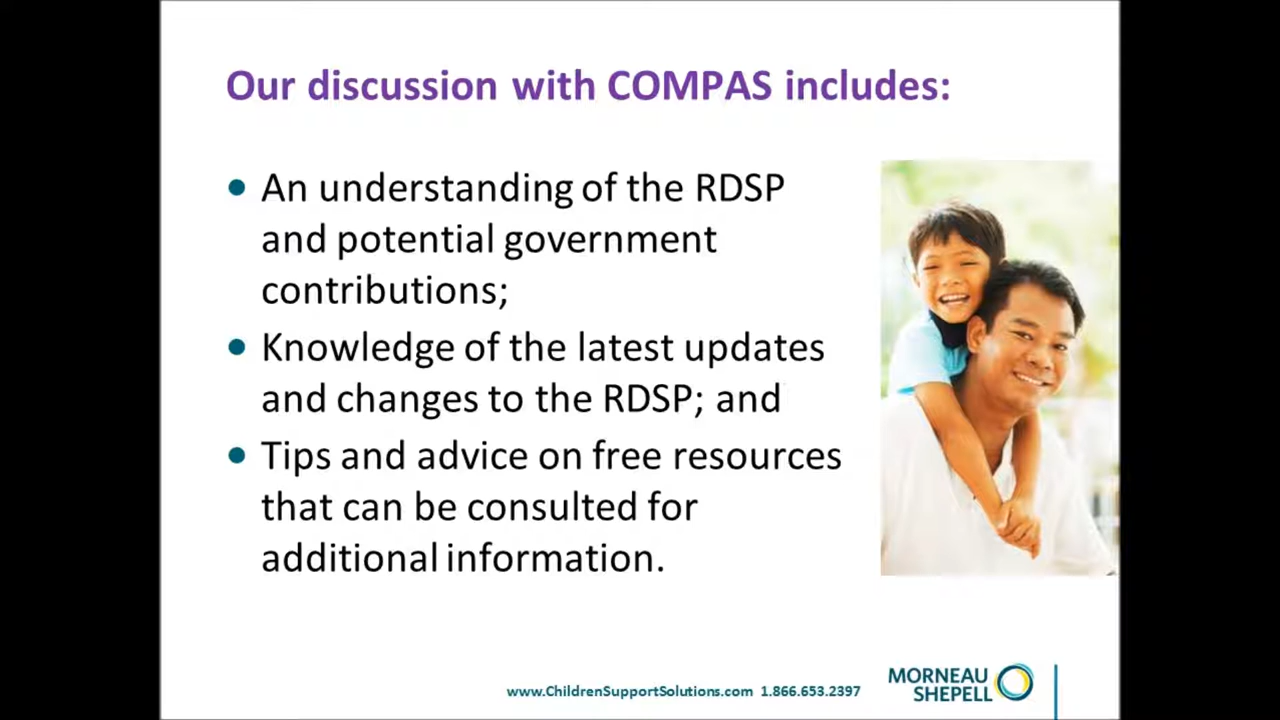 Our discussion with COMPAS includes:
• An understanding of the RDSP
and potential government
contributions;
• Knowledge of the latest updates
and changes to the RDSP; and
• Tips and advice on free resources
that can be consulted for
additional information.
www.ChildrenSupportSolutions.com 1.866.653.2397
MORNEAU
SHEPELL